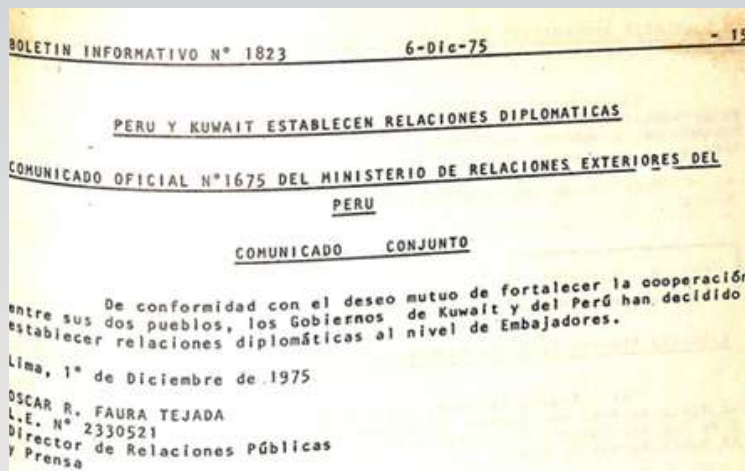 BOLETIN INFORMATIVO N° 1823 6-Dic-75 - 15
PERU Y KUWAIT ESTABLECEN RELACIONES DIPLOMATICAS
COMUNICADO OFICIAL N°1675 DEL MINISTERIO DE RELACIONES EXTERIORES DEL
PERU
COMUNICADO CONJUNTO
De conformidad con el deseo mutuo de fortalecer la cooperación
entre sus dos pueblos, los Gobiernos de Kuwait y del Perú han decidido
establecer relaciones diplomáticas al nivel de Embajadores.
Lima, 1° de Diciembre de 1975
OSCAR R. FAURA TEJADA
L.E. N° 2330521
Director de Relaciones Públicas
y Prensa